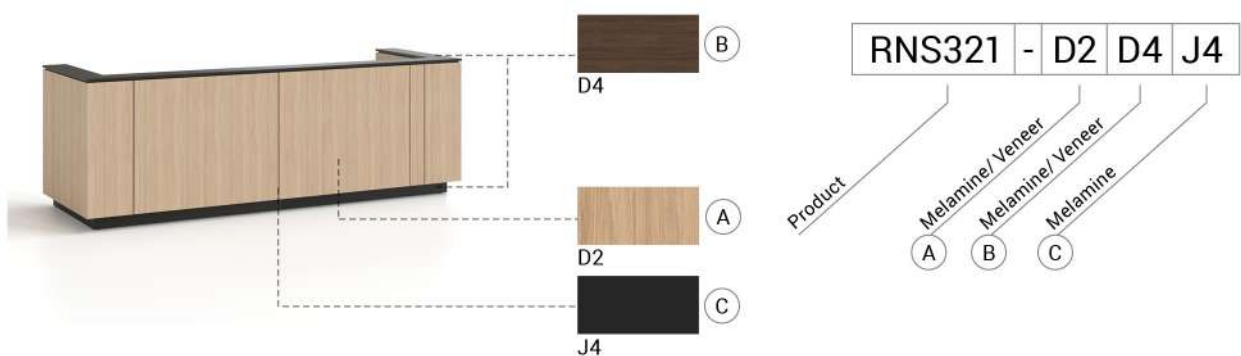 B
D4
A
D2
C
J4
RNS321 - D2 D4 J4
Product
Melamine/ Veneer
Melamine/ Veneer
Melamine
A
B
C